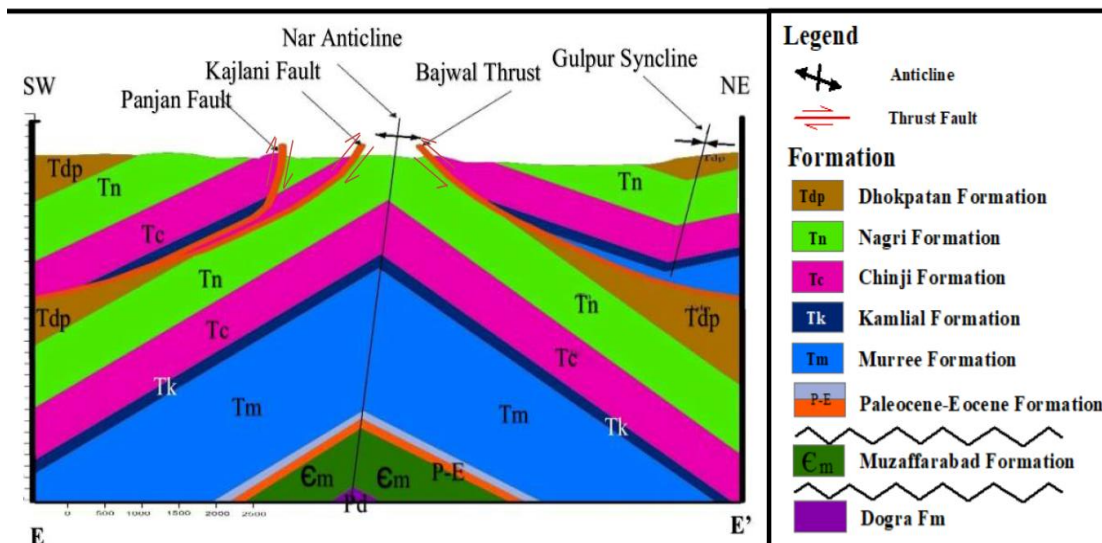 Nar Anticline
Kajlani Fault
Bajwal Thrust
Gulpur Syncline
SW
Panjan Fault
NE
Tdp
Tdp
Tn
Tn
Tc
Tn
Tn
Tdp
Tdp
Tc
Tc
Tk
Tm
Tm
Tk
P-E
Єm
Єm
Pd
0 500 1000 1500 2000 2500
E
E'
Legend
Anticline
Thrust Fault
Formation
Tdp Dhokpatan Formation
Tn Nagri Formation
Tc Chinji Formation
Tk Kamlial Formation
Tm Murree Formation
P-E Paleocene-Eocene Formation
Єm Muzaffarabad Formation
Dogra Fm